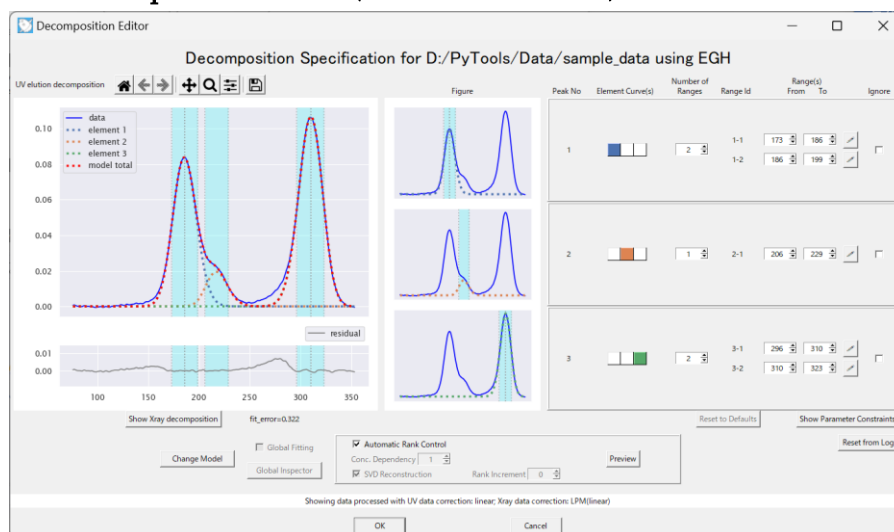 Decomposition Editor
Decomposition Specification for D:/PyTools/Data/sample_data using EGH
UV elution decomposition
Figure
Peak No
Element Curve(s)
Number of
Ranges
Range Id
Range(s)
From To
Ignore
data
element 1
element 2
element 3
model total
0.10
0.08
0.06
0.04
0.02
0.00
residual
0.01
0.00
100 150 200 250 300 350
1 2 1-1 173 186
1-2 186 199
2 1 2-1 206 229
3 2 3-1 296 310
3-2 310 323
Show Xray decomposition
fit_error=0.322
Reset to Defaults
Show Parameter Constraints
Reset from Log
Change Model
Global Fitting
Global Inspector
Automatic Rank Control
Conc. Dependency 1
SVD Reconstruction
Rank Increment 0
Preview
Showing data processed with UV data correction: linear; Xray data correction: LPM(linear)
OK
Cancel